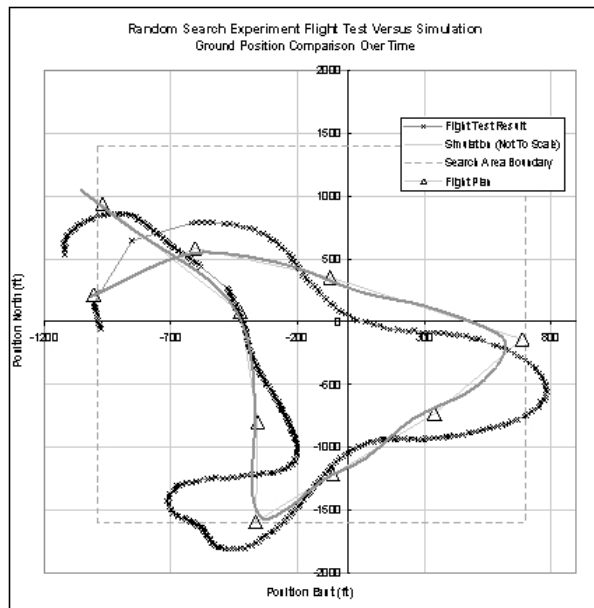 Random Search Experiment Flight Test Versus Simulation
Ground Position Comparison Over Time
2000
1500
Flight Test Result
Simulation (Not To Scale)
Search Area Boundary
Flight Plan
1000
500
0
-1200
-700
-200
300
800
-500
-1000
-1500
-2000
Position North (ft)
Position East (ft)